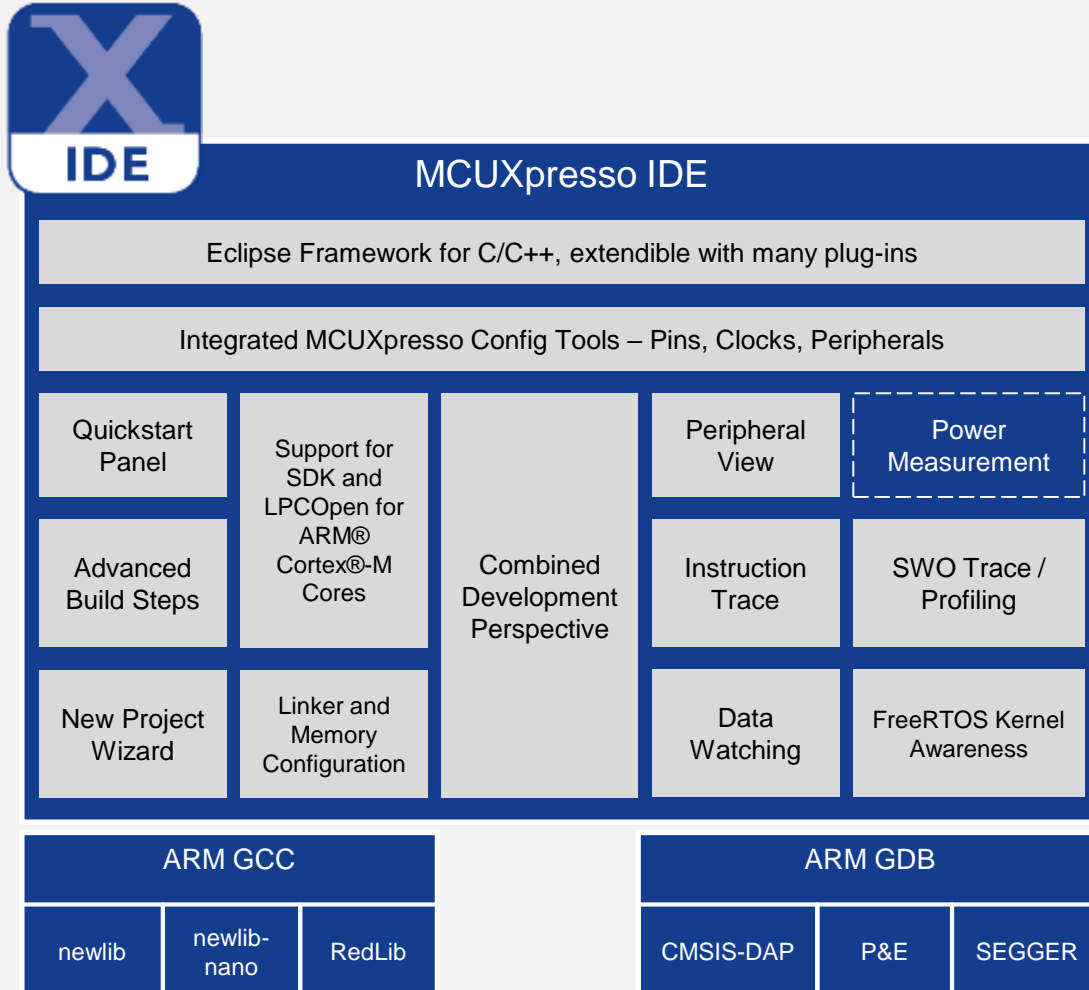 X
IDE
MCUXpresso IDE
Eclipse Framework for C/C++, extendible with many plug-ins
Integrated MCUXpresso Config Tools – Pins, Clocks, Peripherals
Quickstart
Panel
Support for
SDK and
LPCOpen for
ARM®
Cortex®-M
Cores
Combined
Development
Perspective
Peripheral
View
Power
Measurement
Advanced
Build Steps
Instruction
Trace
SWO Trace /
Profiling
New Project
Wizard
Linker and
Memory
Configuration
Data
Watching
FreeRTOS Kernel
Awareness
ARM GCC
newlib
newlib-
nano
RedLib
ARM GDB
CMSIS-DAP
P&E
SEGGER